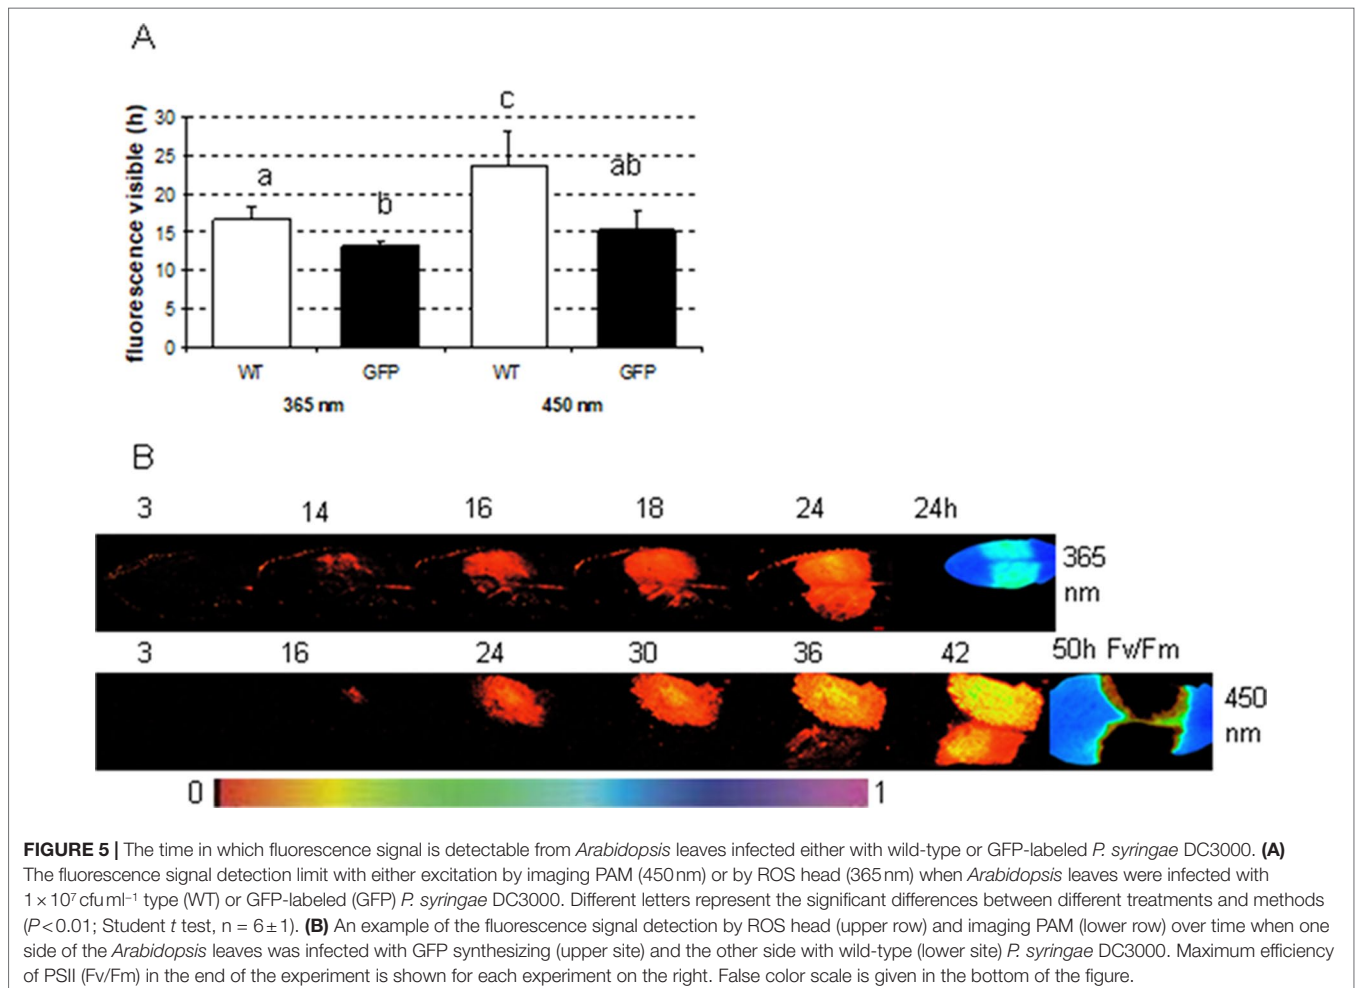 A
fluorescence visible (h)
30
25
20
15
10
5
0
a
b
c
ab
WT
GFP
WT
GFP
365 nm
450 nm
B
3
14
16
18
24
24h
365
nm
3
16
24
30
36
42
50h Fv/Fm
450
nm
0
1
FIGURE 5 | The time in which fluorescence signal is detectable from Arabidopsis leaves infected either with wild-type or GFP-labeled P. syringae DC3000. (A)
The fluorescence signal detection limit with either excitation by imaging PAM (450 nm) or by ROS head (365 nm) when Arabidopsis leaves were infected with
1 × 10⁷ cfu ml⁻¹ type (WT) or GFP-labeled (GFP) P. syringae DC3000. Different letters represent the significant differences between different treatments and methods
(P < 0.01; Student t test, n = 6 ± 1). (B) An example of the fluorescence signal detection by ROS head (upper row) and imaging PAM (lower row) over time when one
side of the Arabidopsis leaves was infected with GFP synthesizing (upper site) and the other side with wild-type (lower site) P. syringae DC3000. Maximum efficiency
of PSII (Fv/Fm) in the end of the experiment is shown for each experiment on the right. False color scale is given in the bottom of the figure.